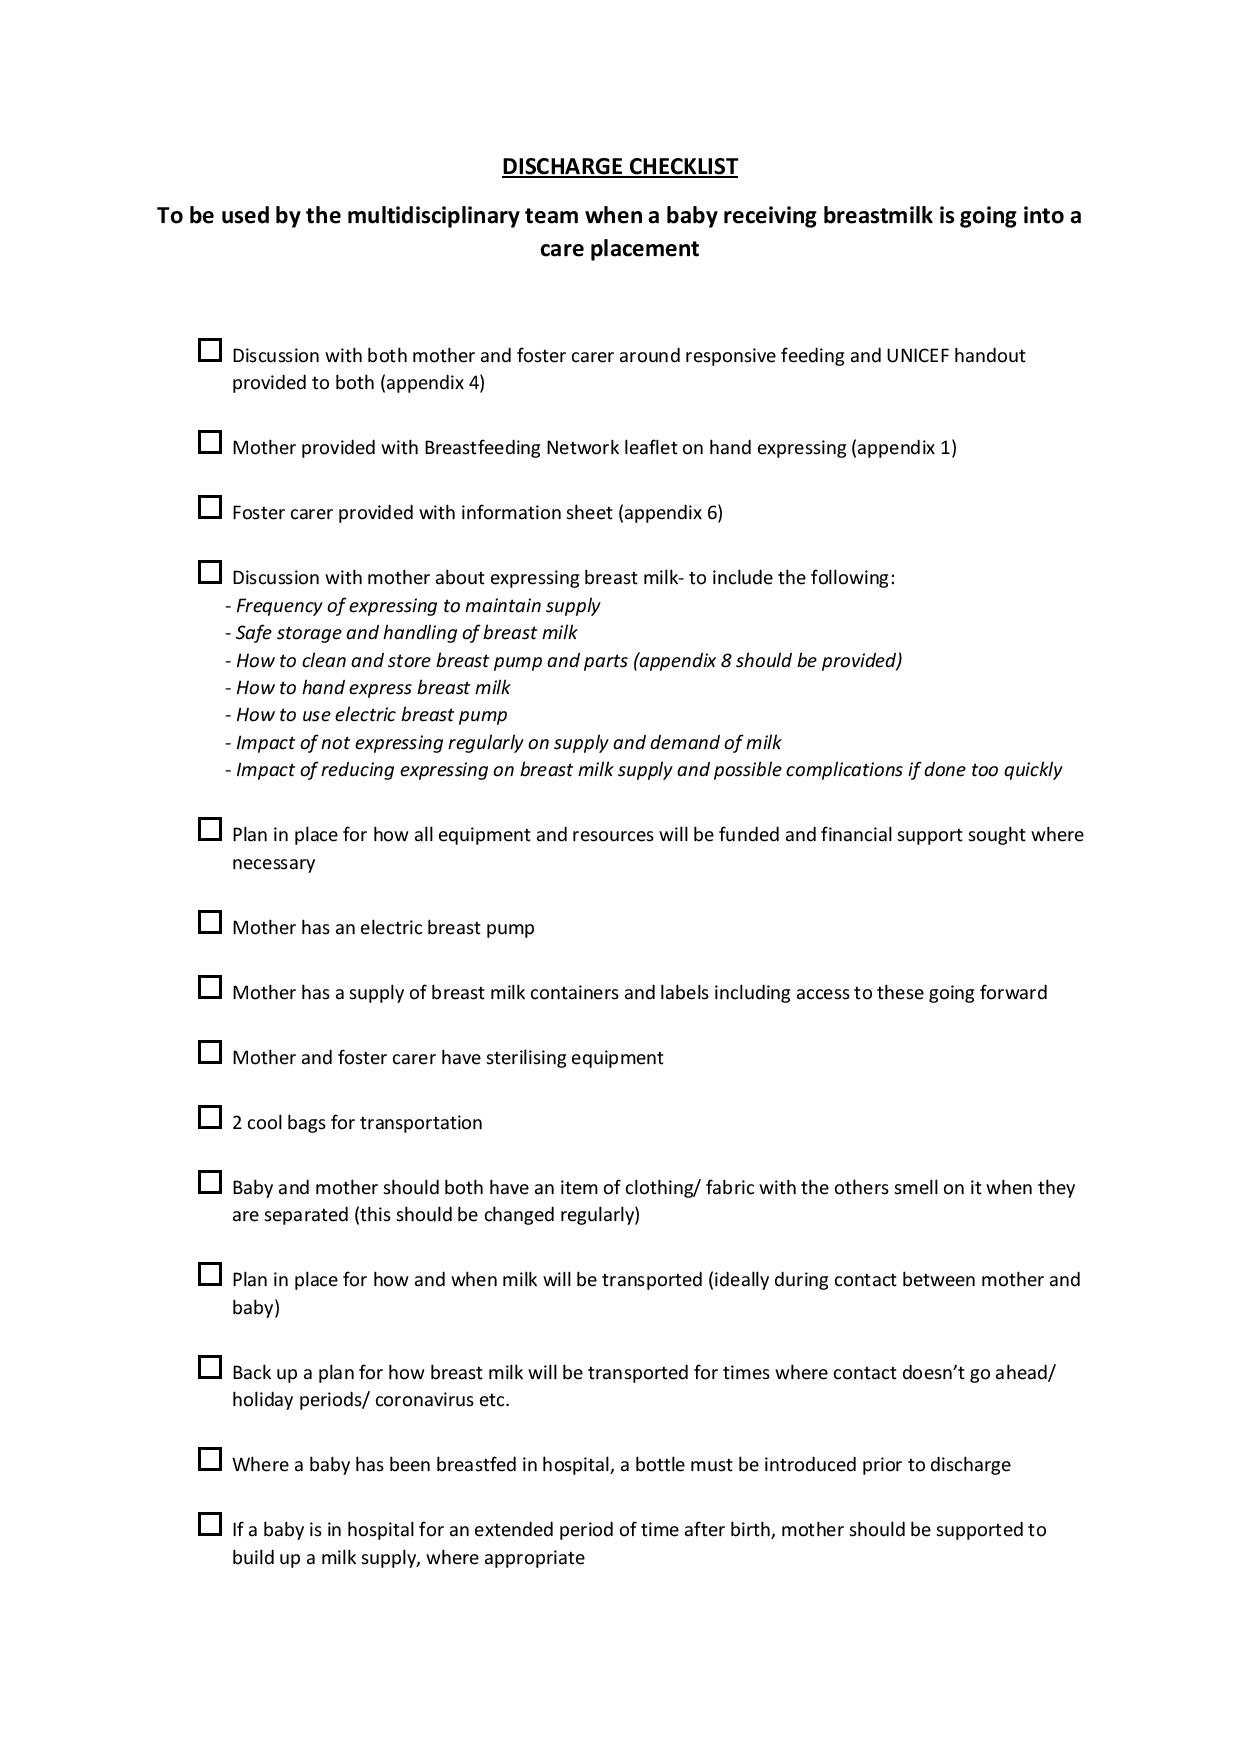 DISCHARGE CHECKLIST
To be used by the multidisciplinary team when a baby receiving breastmilk is going into a
care placement
Discussion with both mother and foster carer around responsive feeding and UNICEF handout
provided to both (appendix 4)
Mother provided with Breastfeeding Network leaflet on hand expressing (appendix 1)
Foster carer provided with information sheet (appendix 6)
Discussion with mother about expressing breast milk- to include the following:
- Frequency of expressing to maintain supply
- Safe storage and handling of breast milk
- How to clean and store breast pump and parts (appendix 8 should be provided)
- How to hand express breast milk
- How to use electric breast pump
- Impact of not expressing regularly on supply and demand of milk
- Impact of reducing expressing on breast milk supply and possible complications if done too quickly
Plan in place for how all equipment and resources will be funded and financial support sought where
necessary
Mother has an electric breast pump
Mother has a supply of breast milk containers and labels including access to these going forward
Mother and foster carer have sterilising equipment
2 cool bags for transportation
Baby and mother should both have an item of clothing/ fabric with the others smell on it when they
are separated (this should be changed regularly)
Plan in place for how and when milk will be transported (ideally during contact between mother and
baby)
Back up a plan for how breast milk will be transported for times where contact doesn’t go ahead/
holiday periods/ coronavirus etc.
Where a baby has been breastfed in hospital, a bottle must be introduced prior to discharge
If a baby is in hospital for an extended period of time after birth, mother should be supported to
build up a milk supply, where appropriate